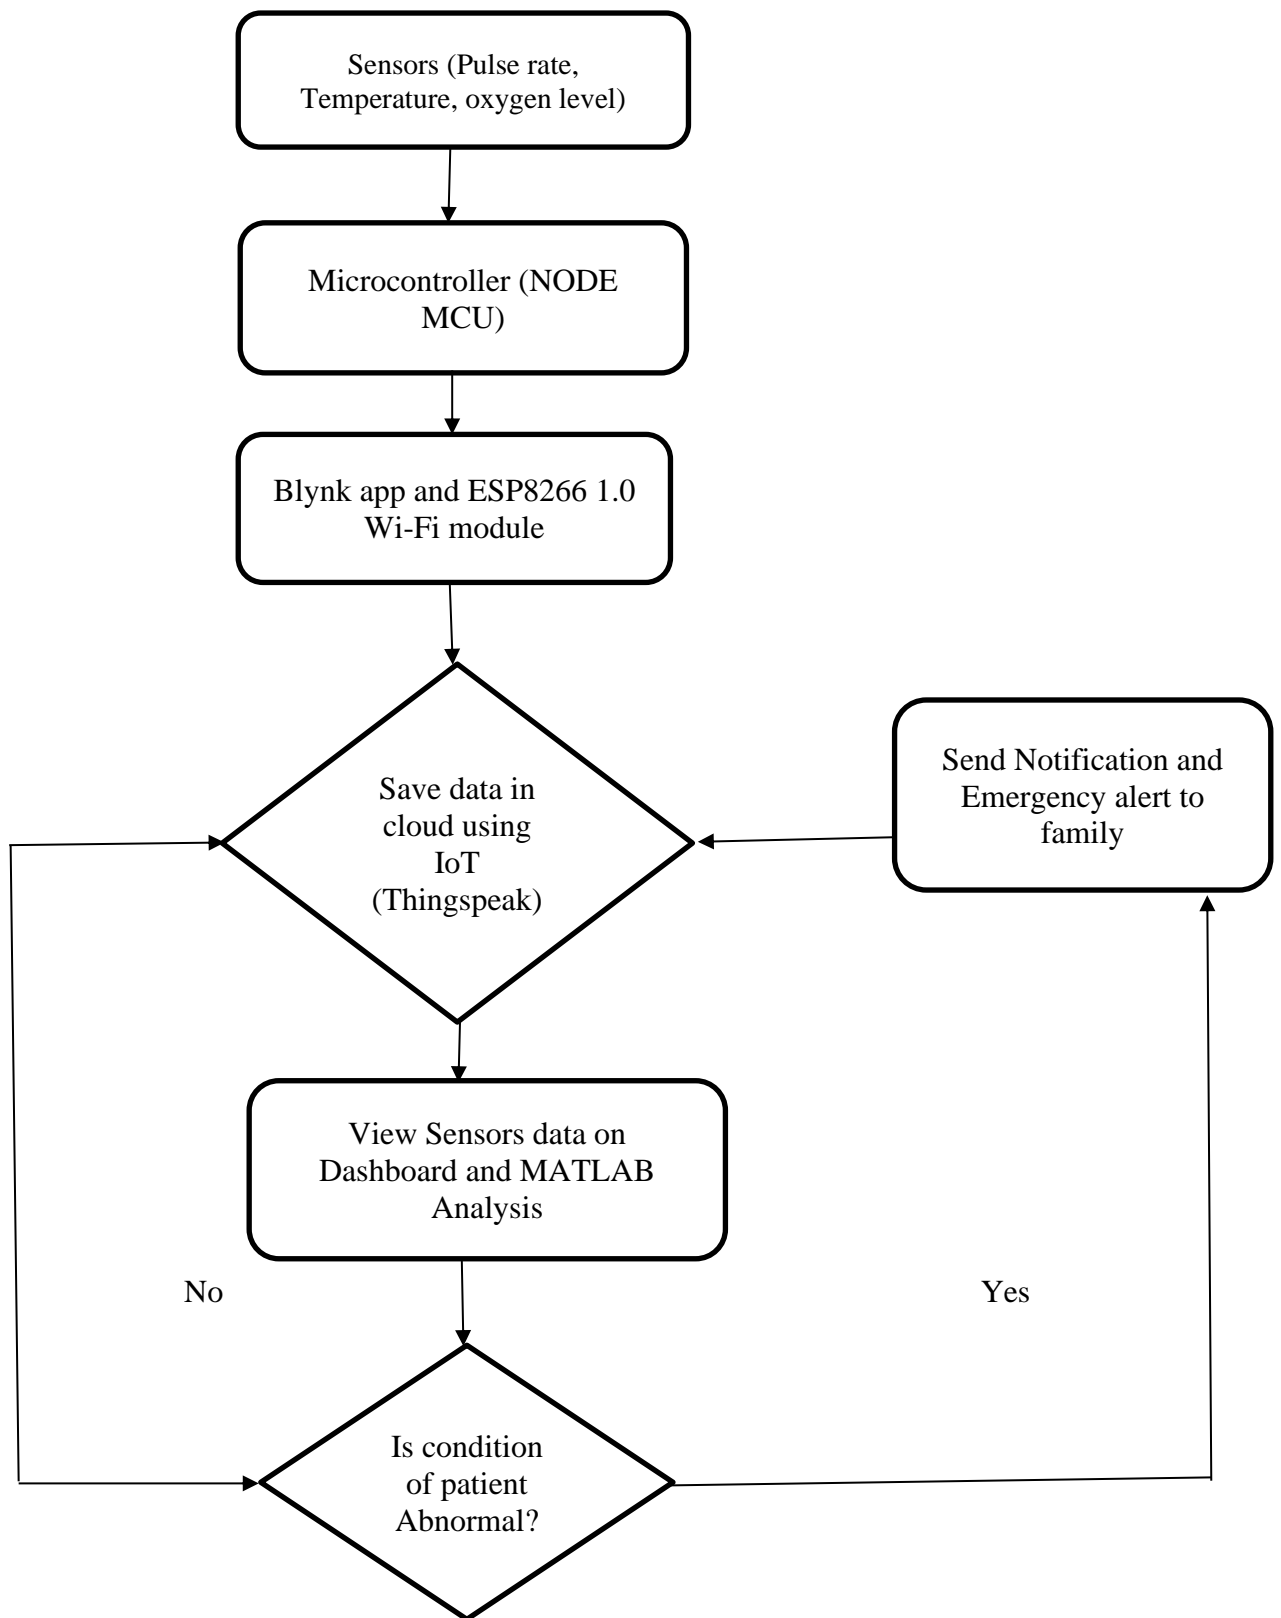 Sensors (Pulse rate,
Temperature, oxygen level)
Microcontroller (NODE
MCU)
Blynk app and ESP8266 1.0
Wi-Fi module
Save data in
cloud using
IoT
(Thingspeak)
Send Notification and
Emergency alert to
family
View Sensors data on
Dashboard and MATLAB
Analysis
No
Yes
Is condition
of patient
Abnormal?